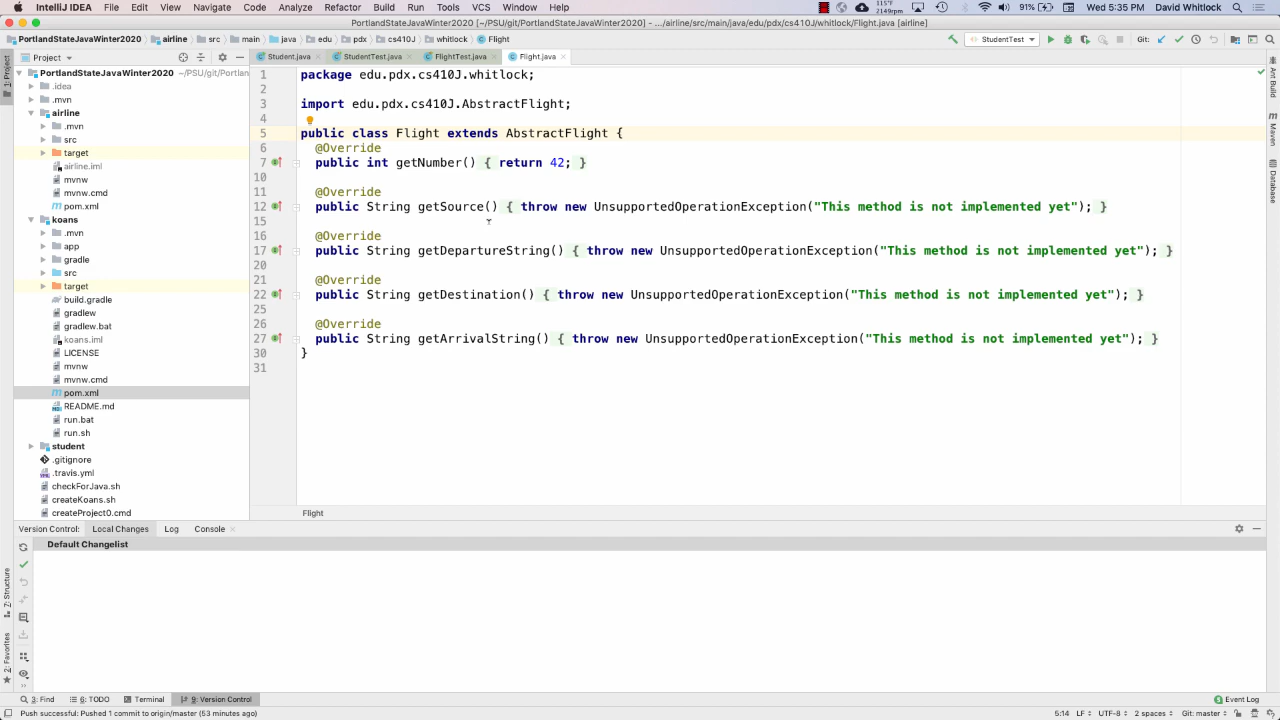 IntelliJ IDEA File Edit View Navigate Code Analyze Refactor Build Run Tools VCS Window Help 115°F 2149rpm 91% Wed 5:35 PM David Whitlock
PortlandStateJavaWinter2020 [~/PSU/git/PortlandStateJavaWinter2020] - .../airline/src/main/java/edu/pdx/cs410J/whitlock/Flight.java [airline]
PortlandStateJavaWinter2020 airline src main java edu pdx cs410J whitlock Flight StudentTest Git:
Project Student.java StudentTest.java FlightTest.java Flight.java
PortlandStateJavaWinter2020 ~/PSU/git/Portlan
.idea
.mvn
airline
.mvn
src
target
airline.iml
mvnw
mvnw.cmd
pom.xml
koans
.mvn
app
gradle
src
target
build.gradle
gradlew
gradlew.bat
koans.iml
LICENSE
mvnw
mvnw.cmd
pom.xml
README.md
run.bat
run.sh
student
.gitignore
.travis.yml
checkForJava.sh
createKoans.sh
createProject0.cmd
1 package edu.pdx.cs410J.whitlock;
2
3 import edu.pdx.cs410J.AbstractFlight;
4
5 public class Flight extends AbstractFlight {
6 @Override
7 public int getNumber() { return 42; }
10
11 @Override
12 public String getSource() { throw new UnsupportedOperationException("This method is not implemented yet"); }
15
16 @Override
17 public String getDepartureString() { throw new UnsupportedOperationException("This method is not implemented yet"); }
20
21 @Override
22 public String getDestination() { throw new UnsupportedOperationException("This method is not implemented yet"); }
25
26 @Override
27 public String getArrivalString() { throw new UnsupportedOperationException("This method is not implemented yet"); }
30 }
31
Flight
1: Project
Z: Structure
2: Favorites
Ant Build
Maven
Database
Version Control: Local Changes Log Console
Default Changelist
3: Find 6: TODO Terminal 9: Version Control Event Log
Push successful: Pushed 1 commit to origin/master (53 minutes ago) 5:14 LF UTF-8 2 spaces Git: master